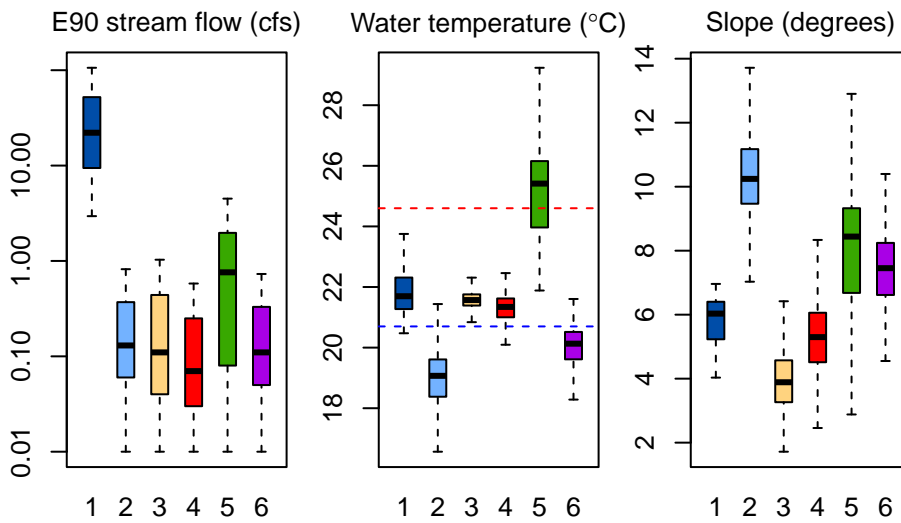 E90 stream flow (cfs)
0.01 0.10 1.00 10.00
1 2 3 4 5 6
Water temperature (°C)
18 20 22 24 26 28
1 2 3 4 5 6
Slope (degrees)
2 4 6 8 10 12 14
1 2 3 4 5 6